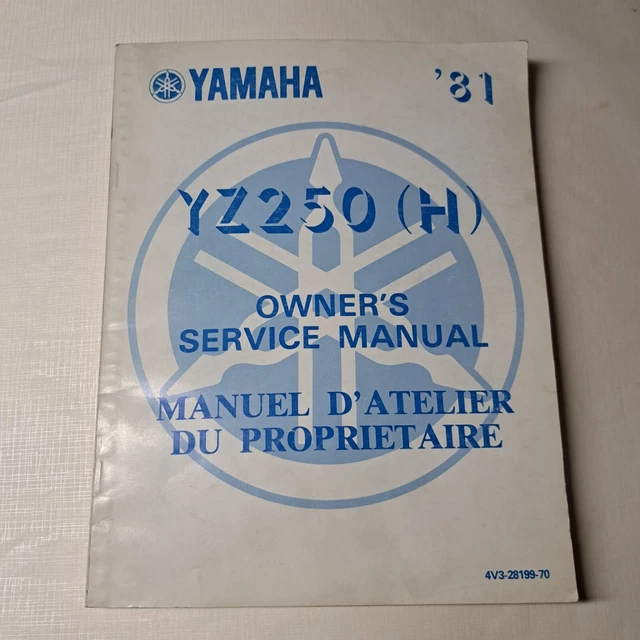 YAMAHA '81
YZ250 (H)
OWNER'S
SERVICE MANUAL
MANUEL D'ATELIER
DU PROPRIETAIRE
4V3-28199-70